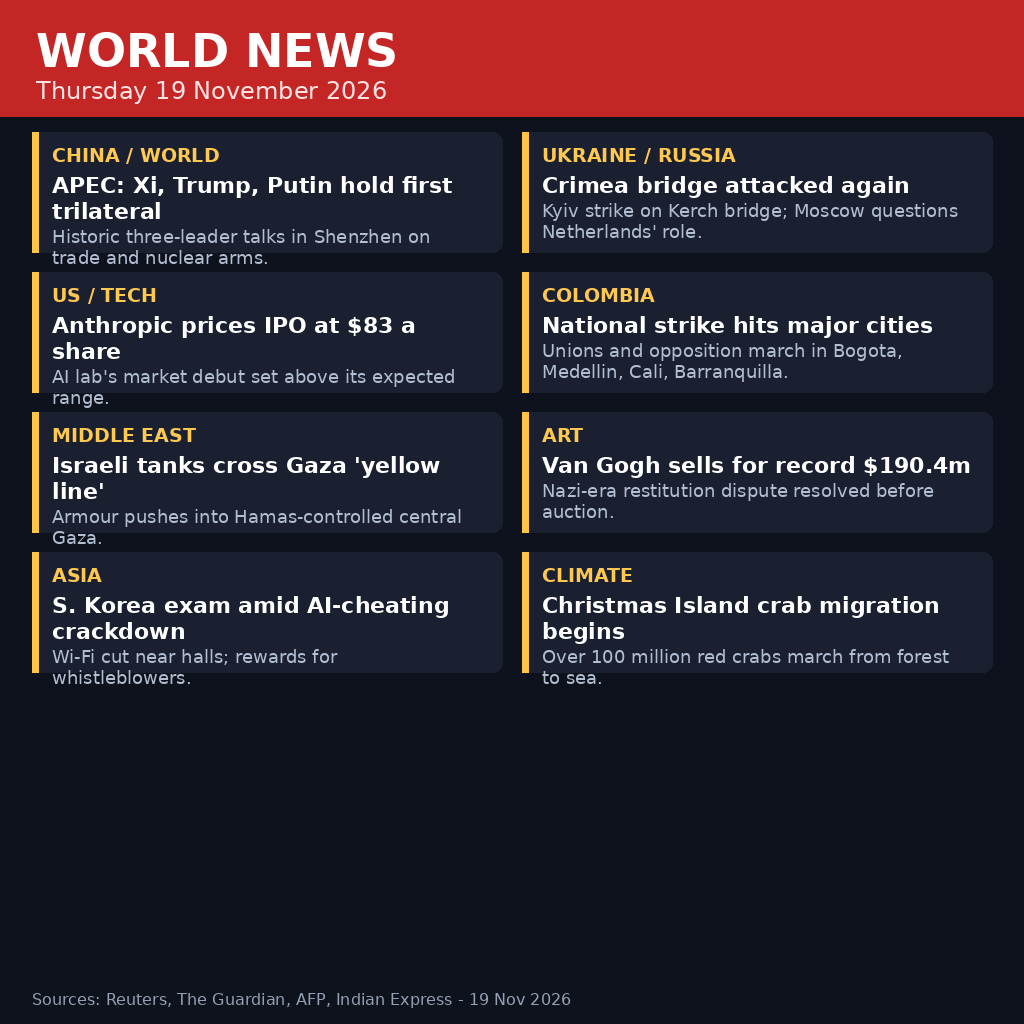 WORLD NEWS
Thursday 19 November 2026
CHINA / WORLD
APEC: Xi, Trump, Putin hold first
trilateral
Historic three-leader talks in Shenzhen on
trade and nuclear arms.
UKRAINE / RUSSIA
Crimea bridge attacked again
Kyiv strike on Kerch bridge; Moscow questions
Netherlands' role.
US / TECH
Anthropic prices IPO at $83 a
share
AI lab's market debut set above its expected
range.
COLOMBIA
National strike hits major cities
Unions and opposition march in Bogota,
Medellin, Cali, Barranquilla.
MIDDLE EAST
Israeli tanks cross Gaza 'yellow
line'
Armour pushes into Hamas-controlled central
Gaza.
ART
Van Gogh sells for record $190.4m
Nazi-era restitution dispute resolved before
auction.
ASIA
S. Korea exam amid AI-cheating
crackdown
Wi-Fi cut near halls; rewards for
whistleblowers.
CLIMATE
Christmas Island crab migration
begins
Over 100 million red crabs march from forest
to sea.
Sources: Reuters, The Guardian, AFP, Indian Express - 19 Nov 2026